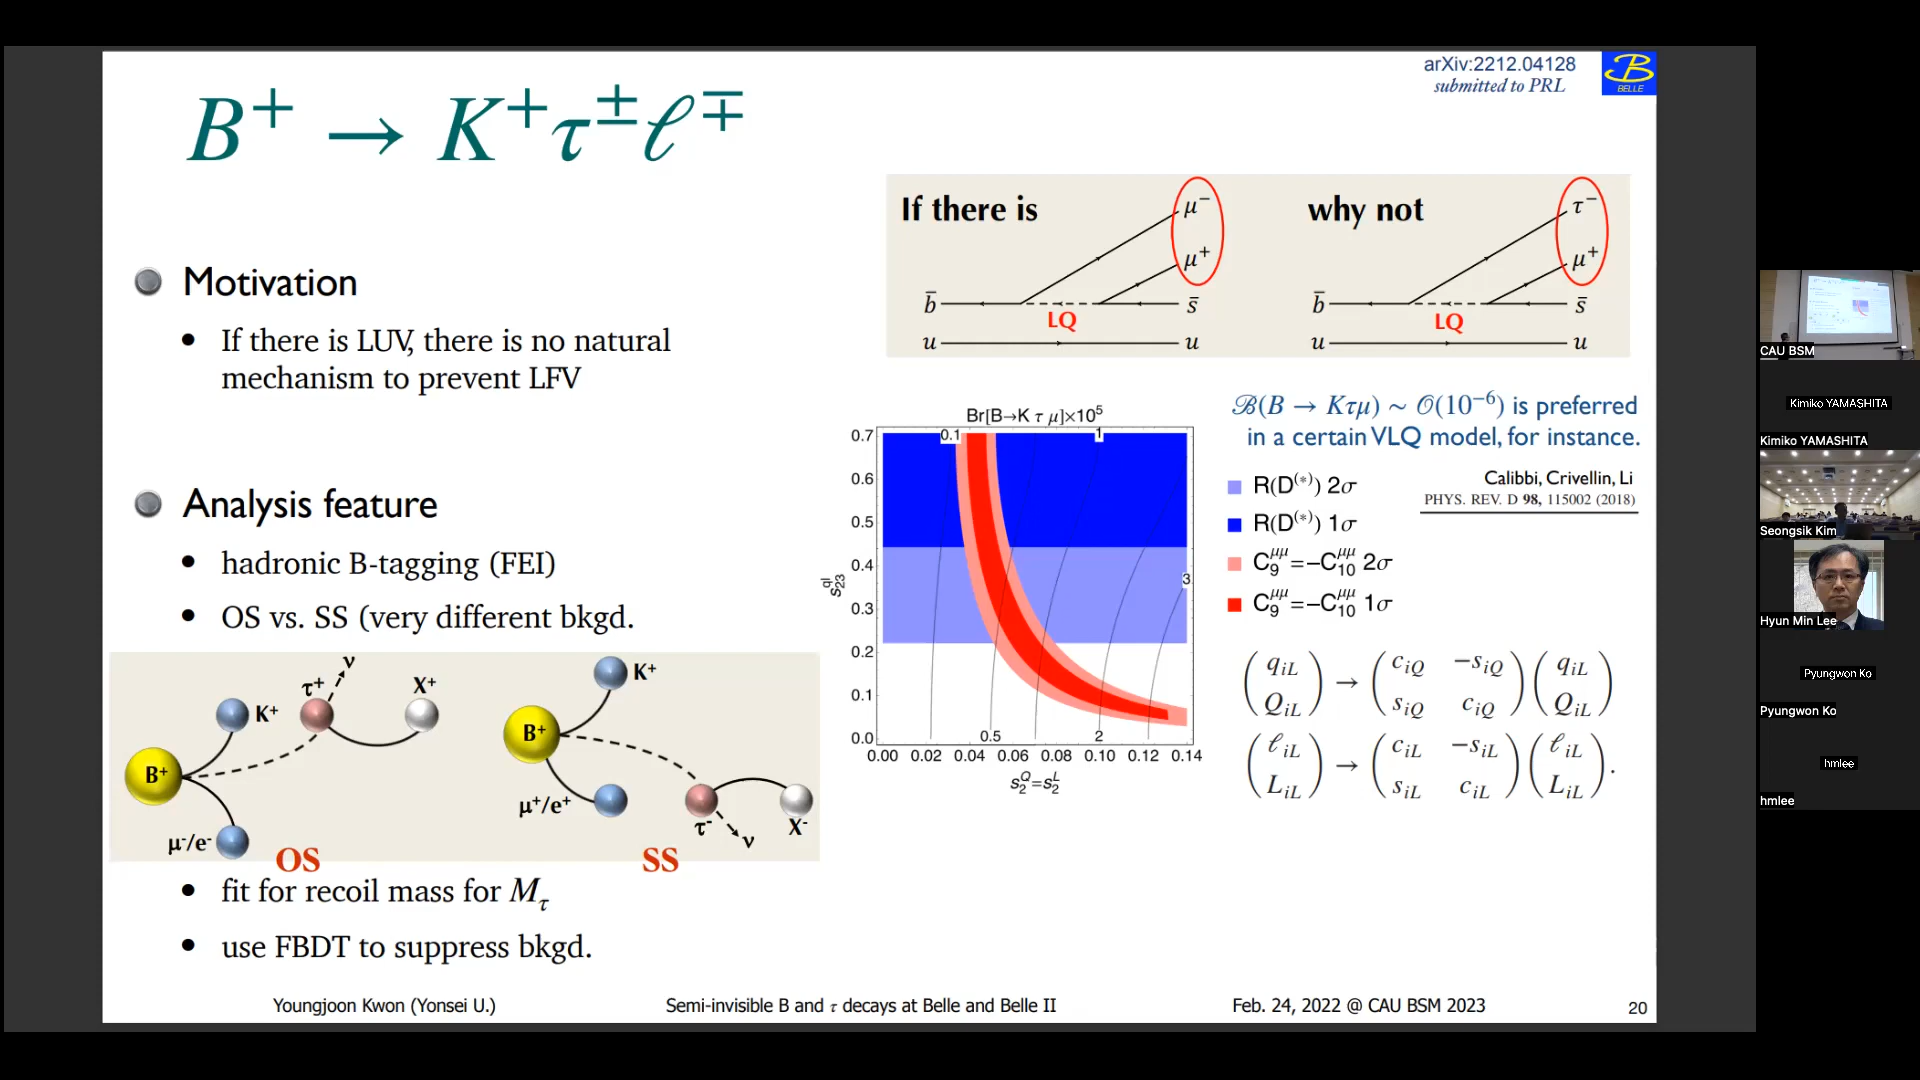 arXiv:2212.04128
submitted to PRL
BELLE
B⁺ → K⁺τ^±ℓ^∓
If there is
μ⁻
μ⁺
b̄
s̄
LQ
u
u
why not
τ⁻
μ⁺
b̄
s̄
LQ
u
u
Motivation
If there is LUV, there is no natural
mechanism to prevent LFV
Analysis feature
hadronic B-tagging (FEI)
OS vs. SS (very different bkgd.
B⁺
K⁺
τ⁺
ν
X⁺
μ⁻/e⁻
OS
B⁺
K⁺
μ⁺/e⁺
τ⁻
ν
X⁻
SS
fit for recoil mass for M_τ
use FBDT to suppress bkgd.
Br[B→K τ μ]×10⁵
0.7
0.6
0.5
0.4
0.3
0.2
0.1
0.0
s₂₃^ql
0.1
1
3
0.5
2
0.00 0.02 0.04 0.06 0.08 0.10 0.12 0.14
s₂^Q=s₂^L
ℬ(B → Kτμ) ~ 𝒪(10⁻⁶) is preferred
in a certain VLQ model, for instance.
Calibbi, Crivellin, Li
PHYS. REV. D 98, 115002 (2018)
R(D⁽*⁾) 2σ
R(D⁽*⁾) 1σ
C₉^μμ=−C₁₀^μμ 2σ
C₉^μμ=−C₁₀^μμ 1σ
(q_iL Q_iL) → (c_iQ −s_iQ s_iQ c_iQ) (q_iL Q_iL)
(ℓ_iL L_iL) → (c_iL −s_iL s_iL c_iL) (ℓ_iL L_iL).
Youngjoon Kwon (Yonsei U.)
Semi-invisible B and τ decays at Belle and Belle II
Feb. 24, 2022 @ CAU BSM 2023
20
CAU BSM
Kimiko YAMASHITA
Kimiko YAMASHITA
Seongsik Kim
Hyun Min Lee
Pyungwon Ko
Pyungwon Ko
hmlee
hmlee